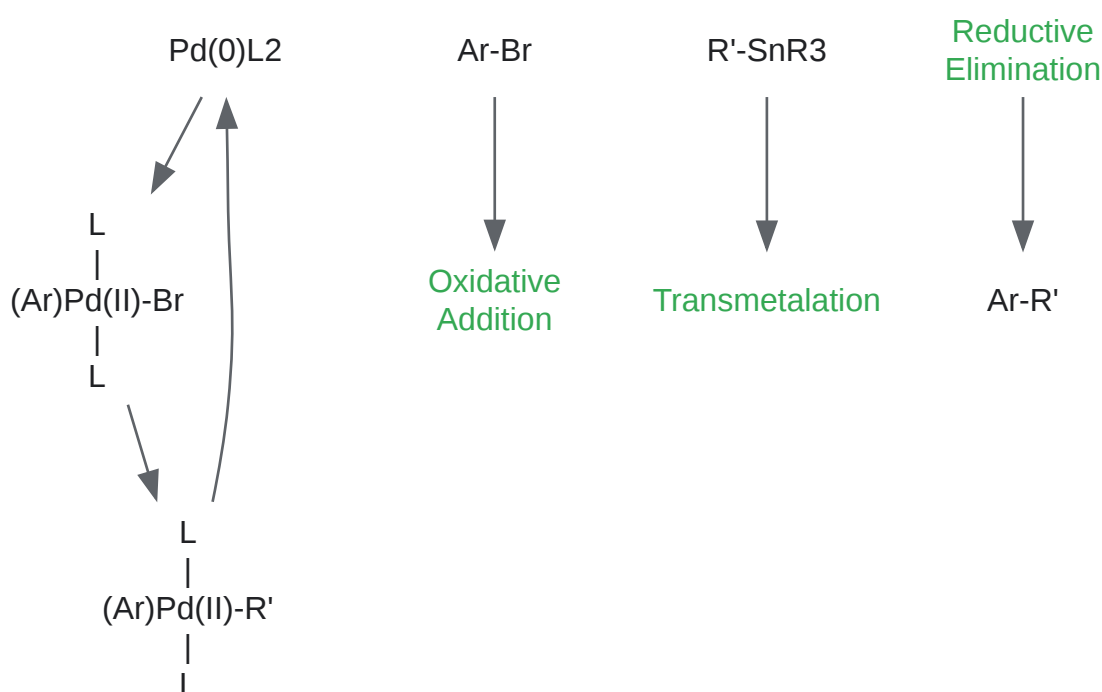 Pd(0)L2
Ar-Br
R'-SnR3
Reductive
Elimination
L
|
(Ar)Pd(II)-Br
|
L
Oxidative
Addition
Transmetalation
Ar-R'
L
|
(Ar)Pd(II)-R'
|